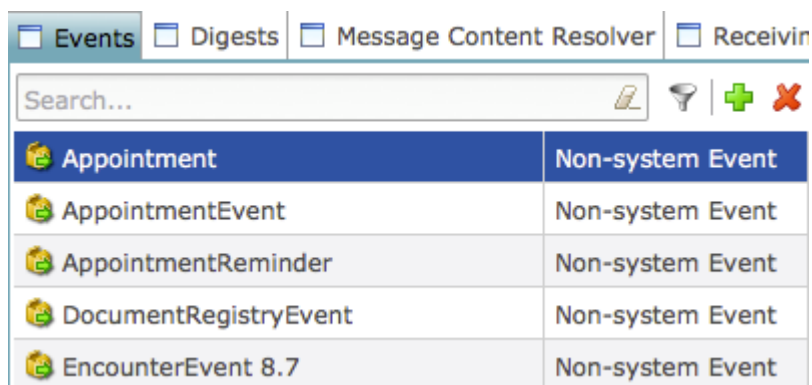 Events Digests Message Content Resolver
Search...
Appointment Non-system Event
AppointmentEvent Non-system Event
AppointmentReminder Non-system Event
DocumentRegistryEvent Non-system Event
EncounterEvent 8.7 Non-system Event